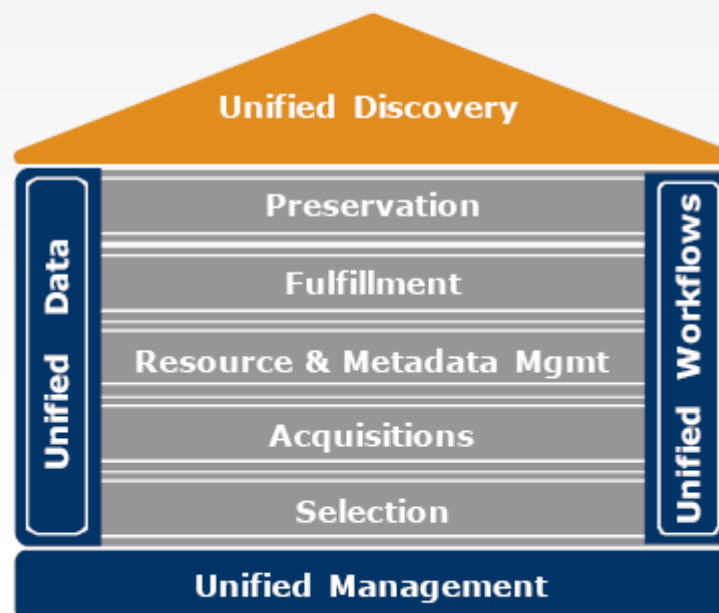 Unified Discovery
Unified Data
Preservation
Fulfillment
Resource & Metadata Mgmt
Acquisitions
Selection
Unified Workflows
Unified Management